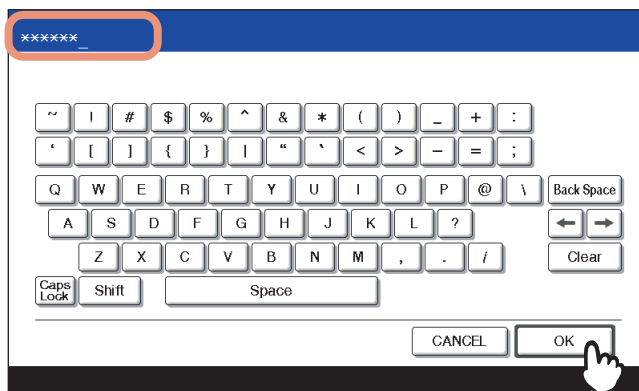 ******_
~ ! # $ % ^ & * ( ) _ + :
‘ [ ] { } | “ ` < > – = ;
Q W E R T Y U I O P @ \ Back Space
A S D F G H J K L ? ← →
Z X C V B N M , . / Clear
Caps Lock Shift Space
CANCEL OK